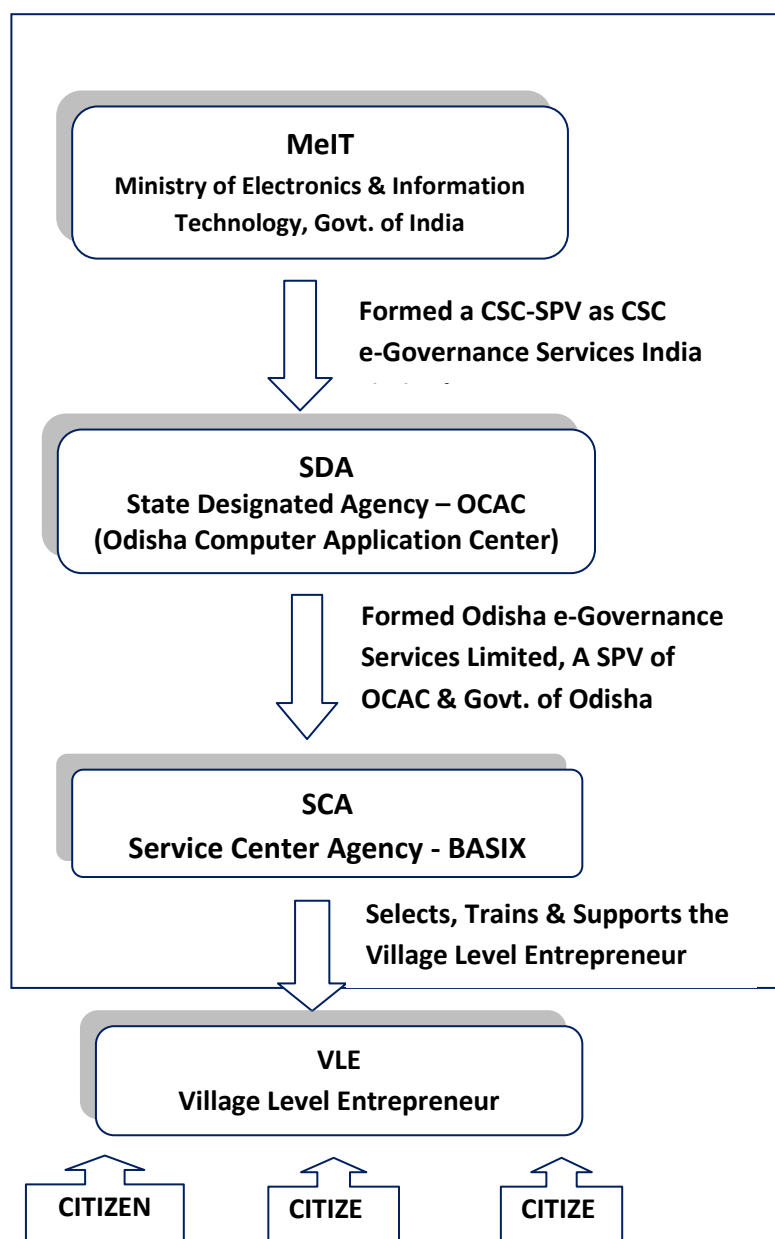 MeIT
Ministry of Electronics & Information
Technology, Govt. of India
Formed a CSC-SPV as CSC
e-Governance Services India
SDA
State Designated Agency – OCAC
(Odisha Computer Application Center)
Formed Odisha e-Governance
Services Limited, A SPV of
OCAC & Govt. of Odisha
SCA
Service Center Agency - BASIX
Selects, Trains & Supports the
Village Level Entrepreneur
VLE
Village Level Entrepreneur
CITIZEN
CITIZE
CITIZE